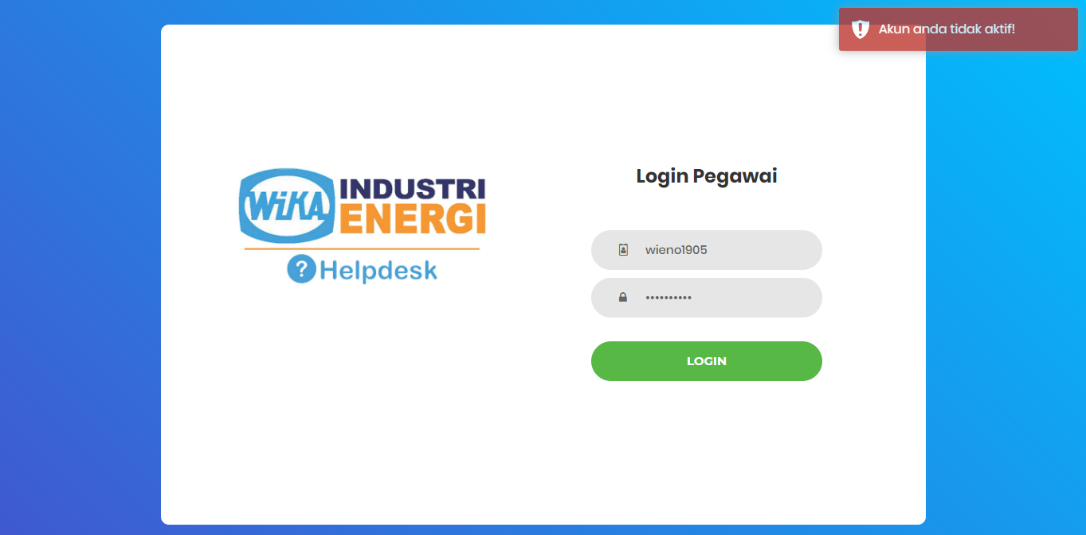 Akun anda tidak aktif!
WIKA INDUSTRI
ENERGI
? Helpdesk
Login Pegawai
wieno1905
••••••••••
LOGIN